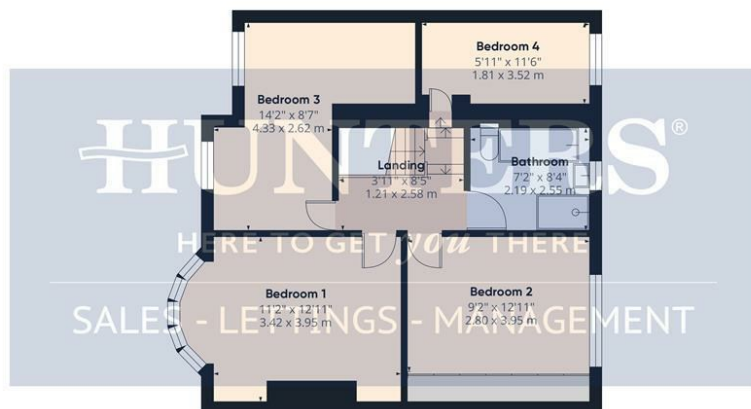 Bedroom 4
5'11" x 11'6"
1.81 x 3.52 m
Bedroom 3
14'2" x 8'7"
4.33 x 2.62 m
HUNTERS®
Landing
3'11" x 8'5"
1.21 x 2.58 m
Bathroom
7'2" x 8'4"
2.19 x 2.55 m
HERE TO GET you THERE
Bedroom 1
11'2" x 12'11"
3.42 x 3.95 m
Bedroom 2
9'2" x 12'11"
2.80 x 3.95 m
SALES - LETTINGS - MANAGEMENT